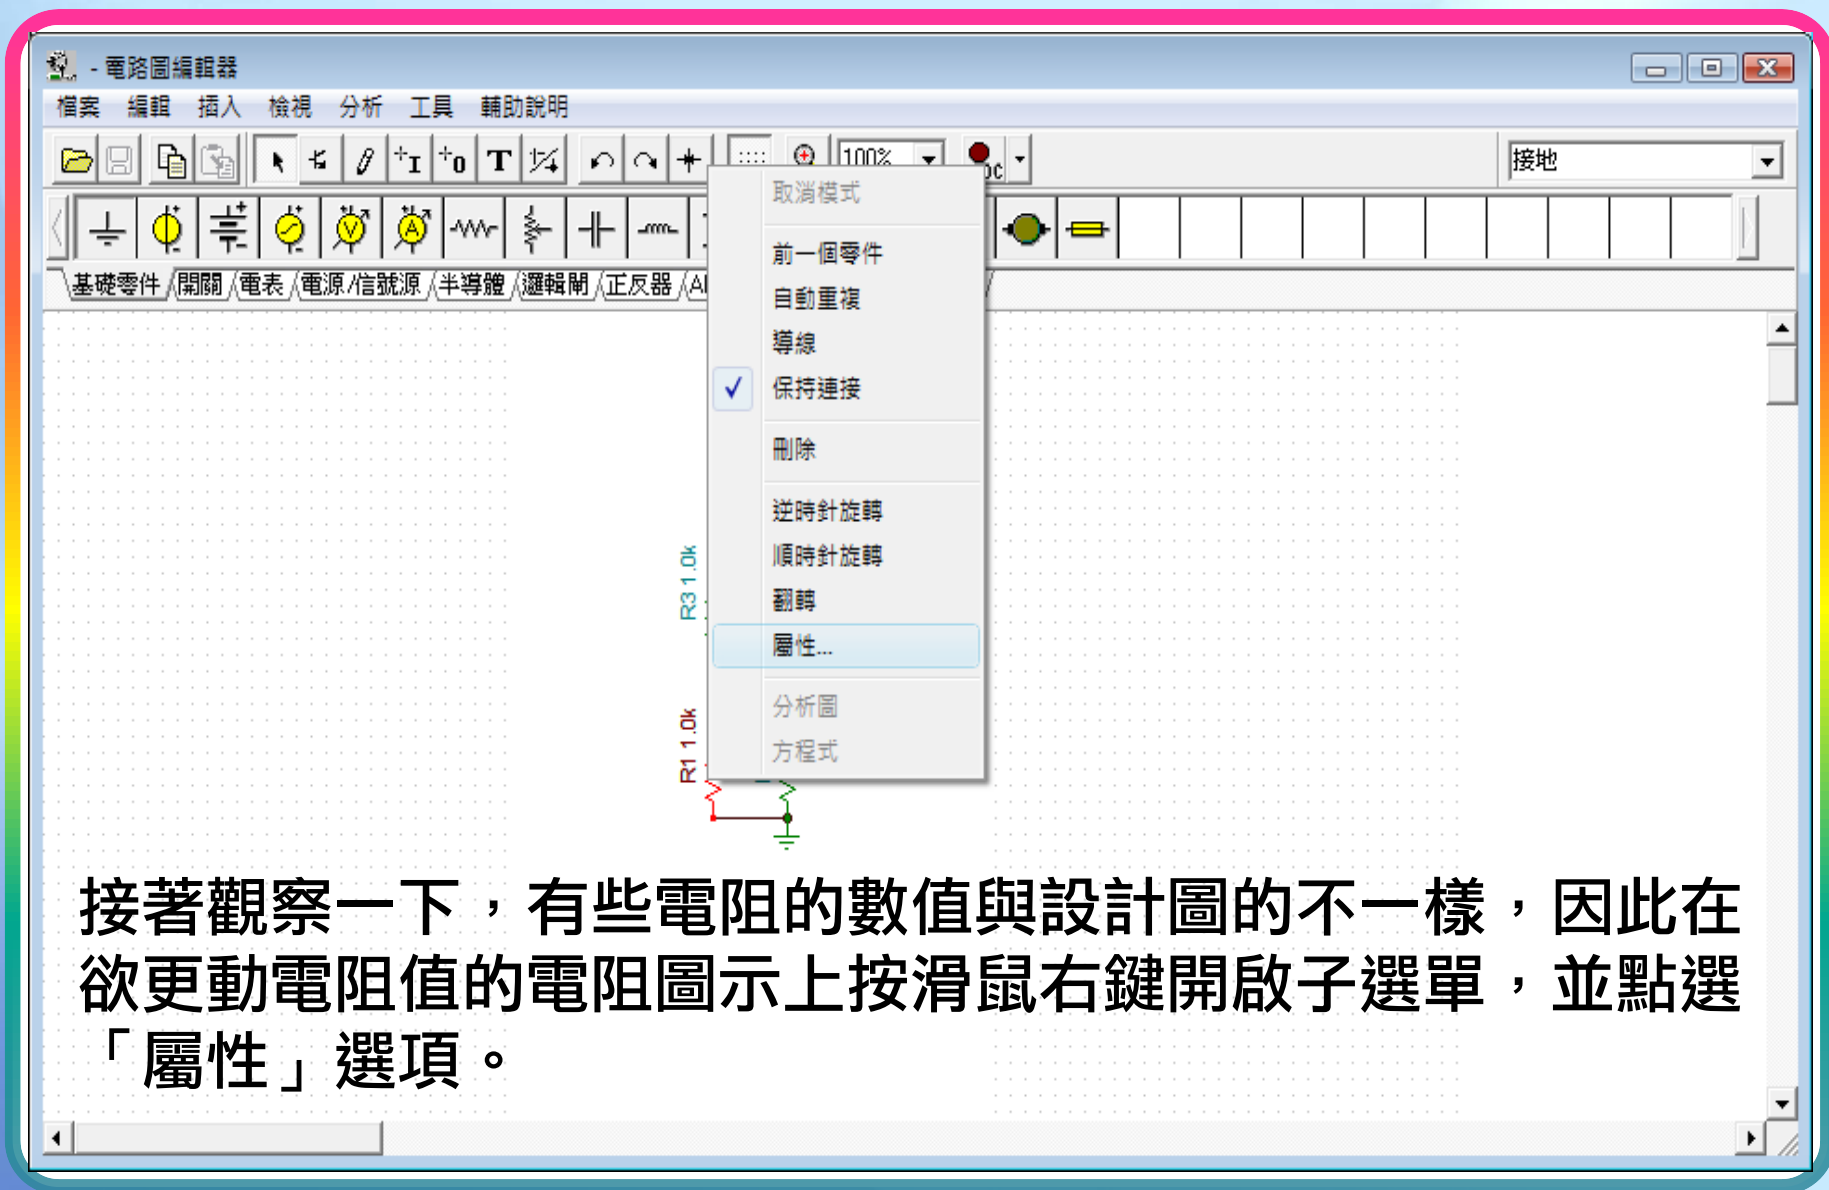 - 電路圖編輯器
檔案 編輯 插入 檢視 分析 工具 輔助說明
T 100% 接地
基礎零件 開關 電表 電源/信號源 半導體 邏輯閘 正反器
取消模式
前一個零件
自動重複
導線
保持連接
刪除
逆時針旋轉
順時針旋轉
翻轉
屬性...
分析圖
方程式
R3 1.0k
R1 1.0k
接著觀察一下，有些電阻的數值與設計圖的不一樣，因此在
欲更動電阻值的電阻圖示上按滑鼠右鍵開啟子選單，並點選
「屬性」選項。